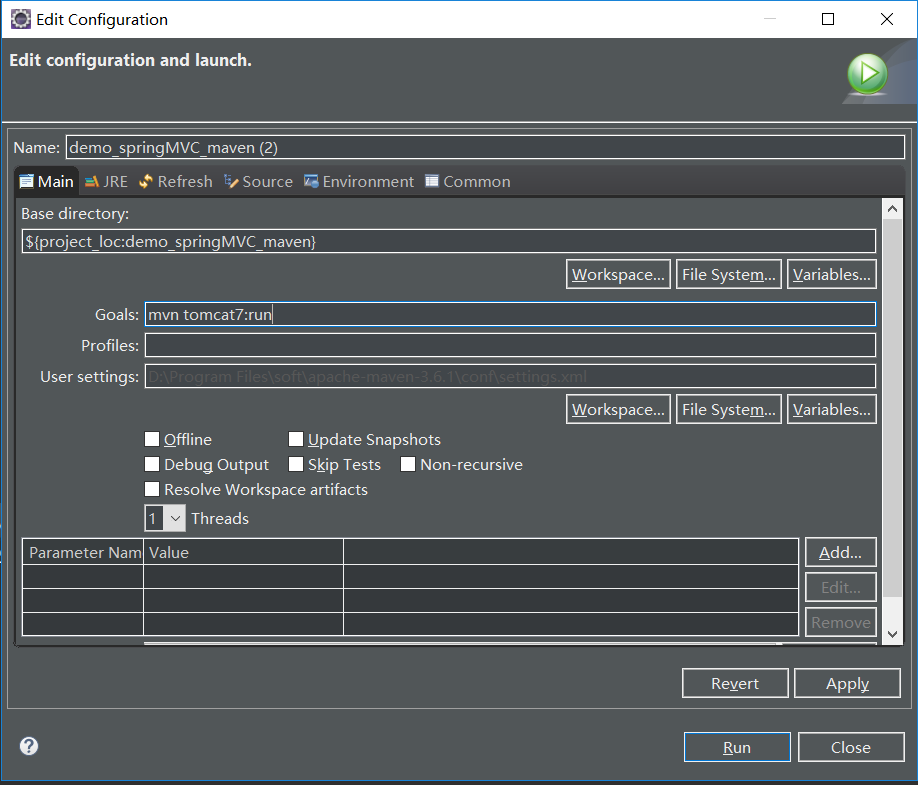 Edit Configuration
Edit configuration and launch.
Name: demo_springMVC_maven (2)
Main JRE Refresh Source Environment Common
Base directory:
${project_loc:demo_springMVC_maven}
Workspace... File System... Variables...
Goals: mvn tomcat7:run
Profiles:
User settings: D:\Program Files\soft\apache-maven-3.6.1\conf\settings.xml
Workspace... File System... Variables...
Offline Update Snapshots
Debug Output Skip Tests Non-recursive
Resolve Workspace artifacts
1 Threads
Parameter Nam Value Add...
Edit...
Remove
Revert Apply
Run Close